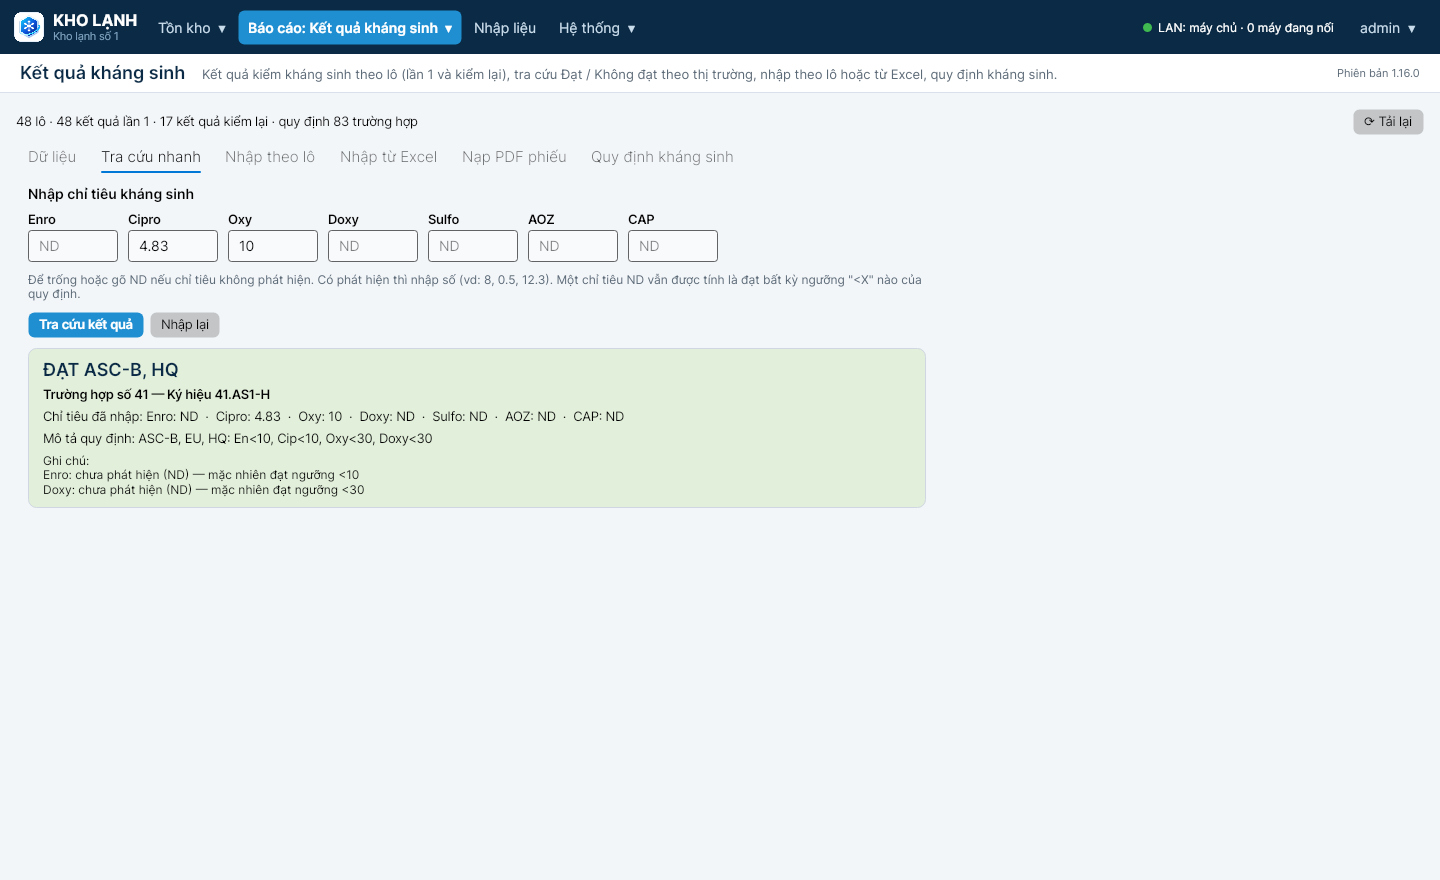 KHO LẠNH
Kho lạnh số 1
Tồn kho ▾
Báo cáo: Kết quả kháng sinh ▾
Nhập liệu
Hệ thống ▾
LAN: máy chủ · 0 máy đang nối
admin ▾
Kết quả kháng sinh
Kết quả kiểm kháng sinh theo lô (lần 1 và kiểm lại), tra cứu Đạt / Không đạt theo thị trường, nhập theo lô hoặc từ Excel, quy định kháng sinh.
Phiên bản 1.16.0
48 lô · 48 kết quả lần 1 · 17 kết quả kiểm lại · quy định 83 trường hợp
⟳ Tải lại
Dữ liệu
Tra cứu nhanh
Nhập theo lô
Nhập từ Excel
Nạp PDF phiếu
Quy định kháng sinh
Nhập chỉ tiêu kháng sinh
Enro Cipro Oxy Doxy Sulfo AOZ CAP
ND 4.83 10 ND ND ND ND
Để trống hoặc gõ ND nếu chỉ tiêu không phát hiện. Có phát hiện thì nhập số (vd: 8, 0.5, 12.3). Một chỉ tiêu ND vẫn được tính là đạt bất kỳ ngưỡng "<X" nào của
quy định.
Tra cứu kết quả
Nhập lại
ĐẠT ASC-B, HQ
Trường hợp số 41 — Ký hiệu 41.AS1-H
Chỉ tiêu đã nhập: Enro: ND · Cipro: 4.83 · Oxy: 10 · Doxy: ND · Sulfo: ND · AOZ: ND · CAP: ND
Mô tả quy định: ASC-B, EU, HQ: En<10, Cip<10, Oxy<30, Doxy<30
Ghi chú:
Enro: chưa phát hiện (ND) — mặc nhiên đạt ngưỡng <10
Doxy: chưa phát hiện (ND) — mặc nhiên đạt ngưỡng <30